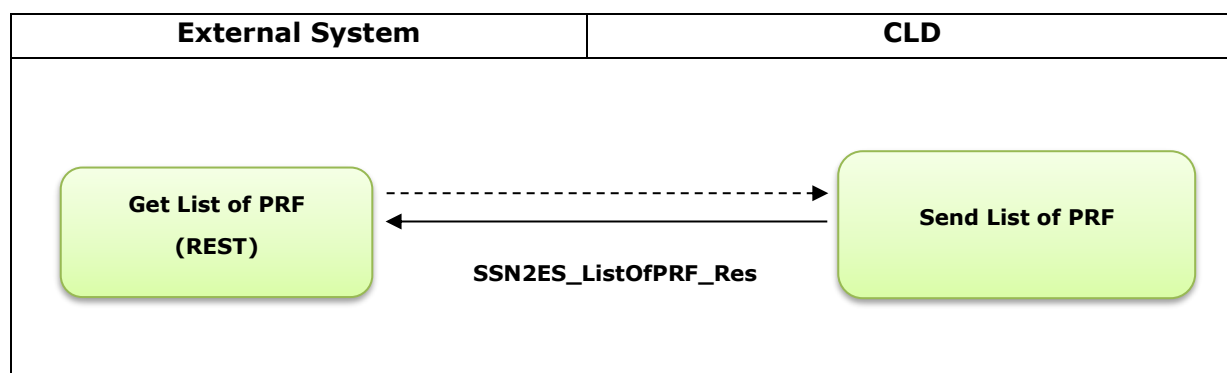 External System
CLD
Get List of PRF
(REST)
Send List of PRF
SSN2ES_ListOfPRF_Res